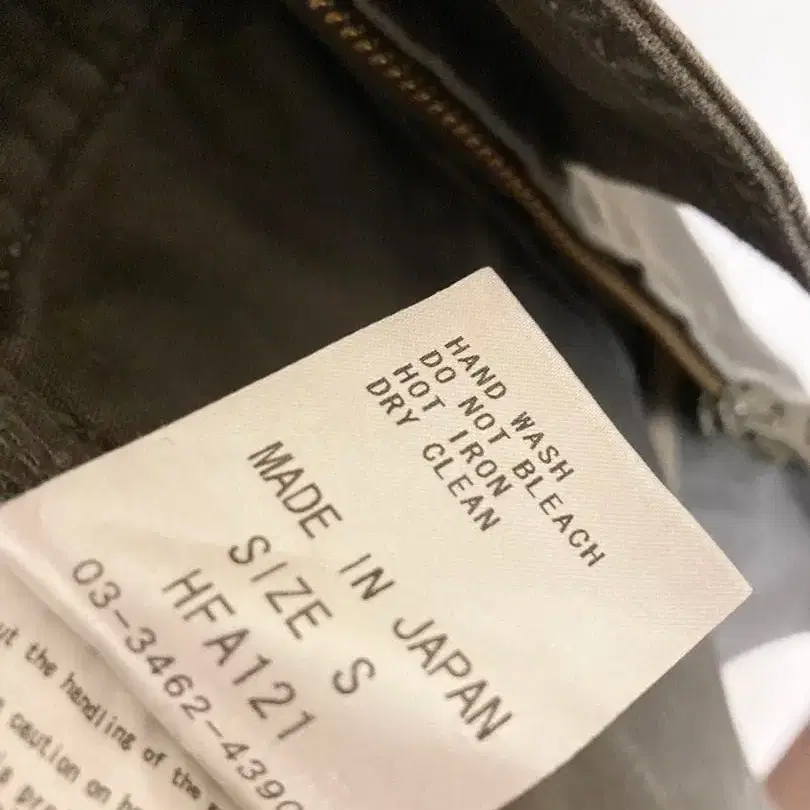 HAND WASH
DO NOT BLEACH
HOT IRON
DRY CLEAN
MADE IN JAPAN
SIZE S
HFA121
03-3462-4390
the handling of the
caution on